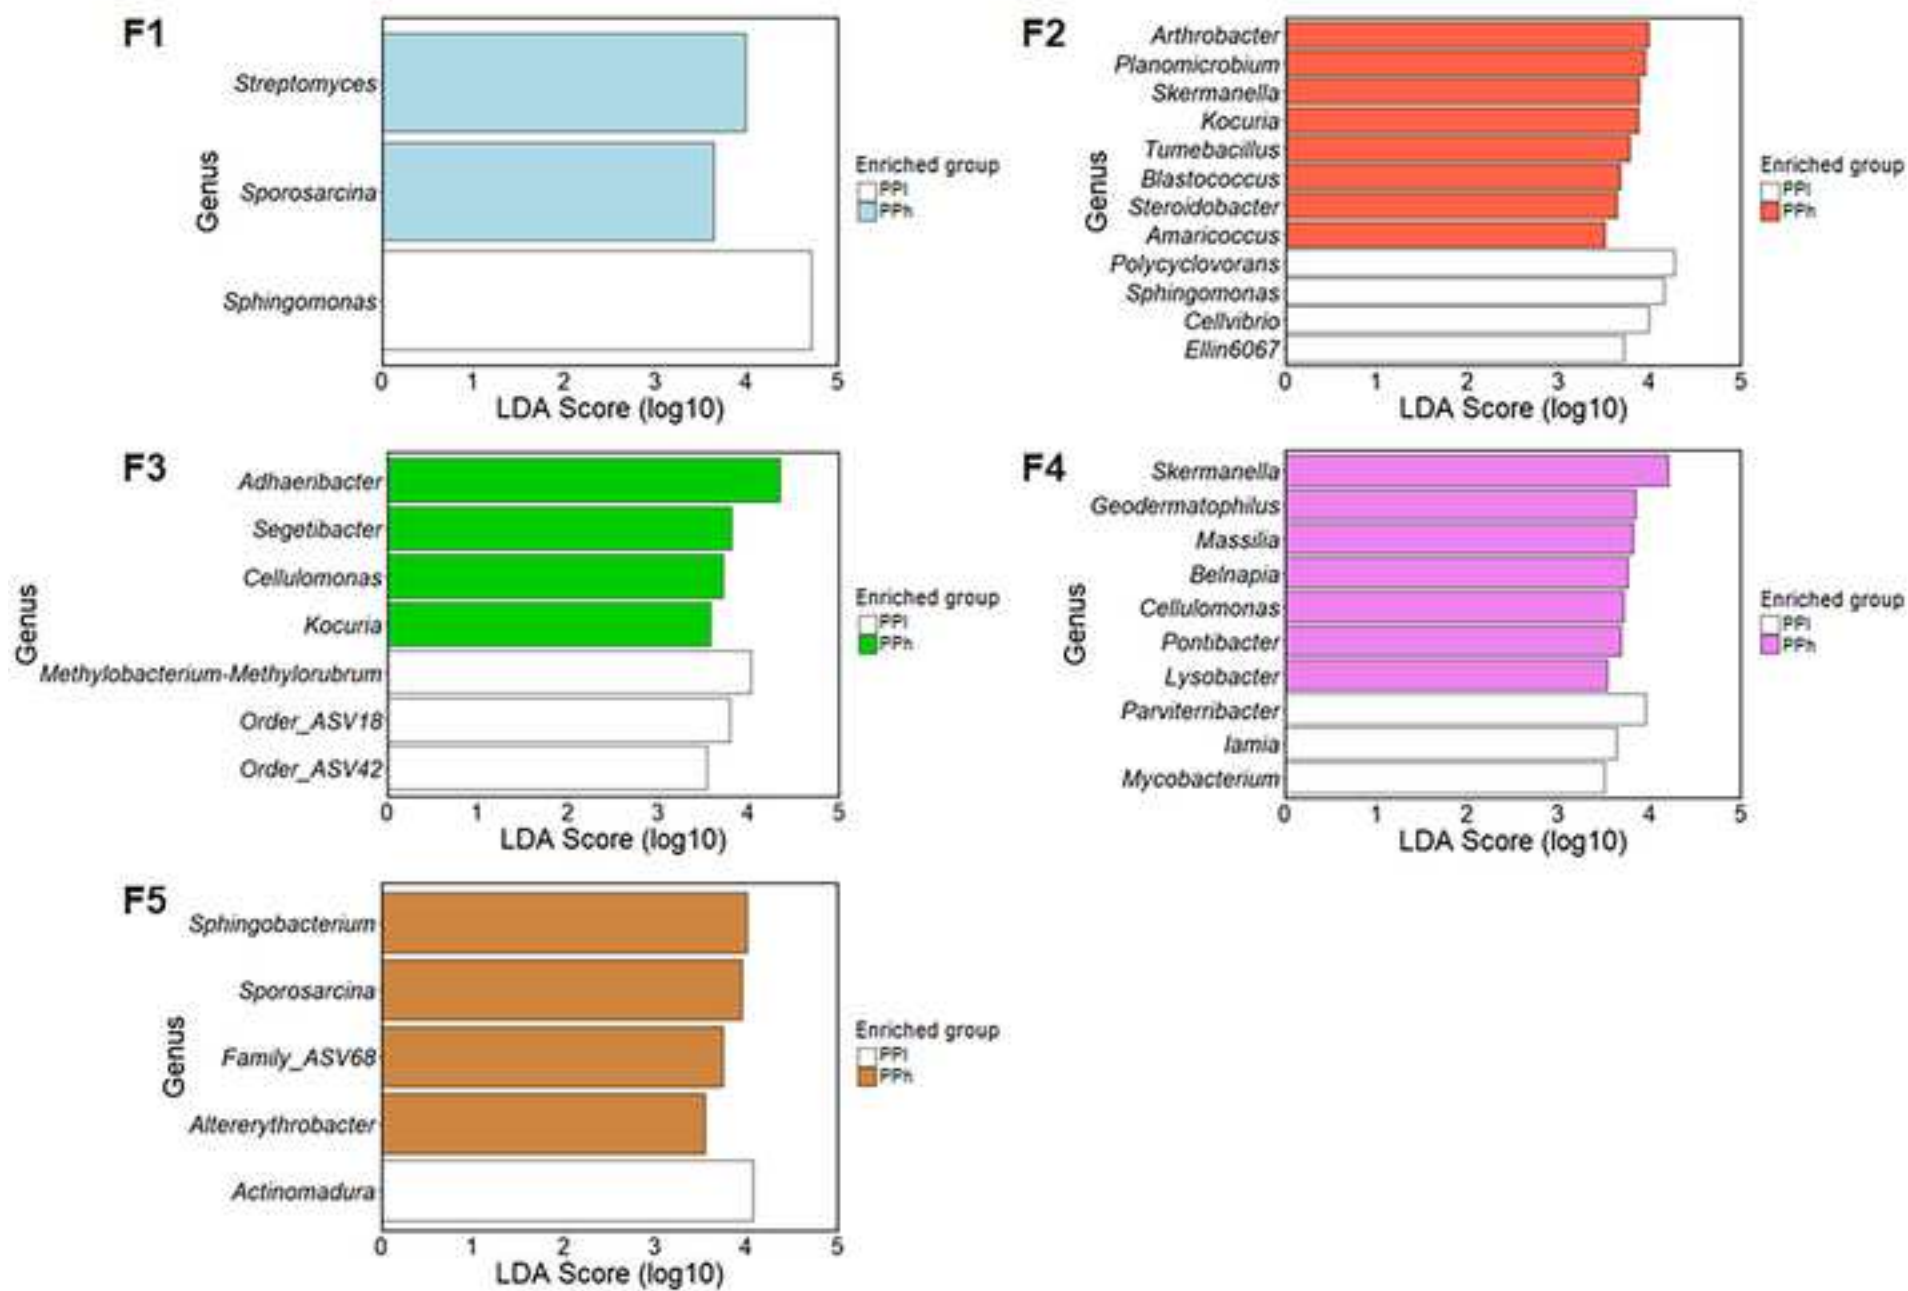 F1
Streptomyces
Sporosarcina
Sphingomonas
Genus
0 1 2 3 4 5
LDA Score (log10)
Enriched group
PPl
PPh
F2
Arthrobacter
Planomicrobium
Skermanella
Kocuria
Tumebacillus
Blastococcus
Steroidobacter
Amaricoccus
Polycyclovorans
Sphingomonas
Cellvibrio
Ellin6067
Genus
0 1 2 3 4 5
LDA Score (log10)
Enriched group
PPl
PPh
F3
Adhaeribacter
Segetibacter
Cellulomonas
Kocuria
Methylobacterium-Methylorubrum
Order_ASV18
Order_ASV42
Genus
0 1 2 3 4 5
LDA Score (log10)
Enriched group
PPl
PPh
F4
Skermanella
Geodermatophilus
Massilia
Belnapia
Cellulomonas
Pontibacter
Lysobacter
Parviterribacter
Iamia
Mycobacterium
Genus
0 1 2 3 4 5
LDA Score (log10)
Enriched group
PPl
PPh
F5
Sphingobacterium
Sporosarcina
Family_ASV68
Altererythrobacter
Actinomadura
Genus
0 1 2 3 4 5
LDA Score (log10)
Enriched group
PPl
PPh